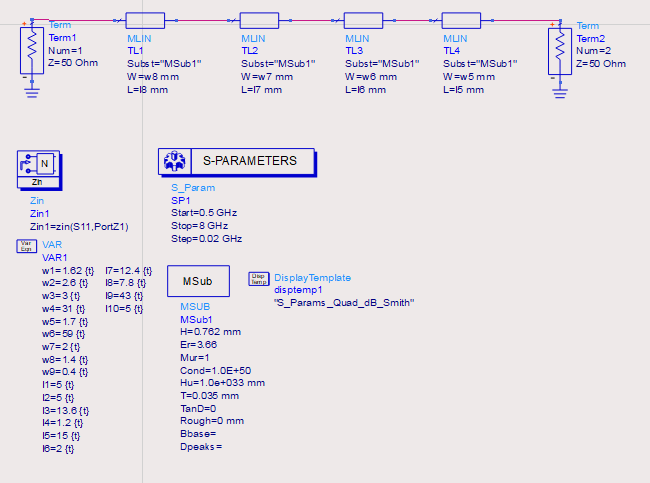 Term
Term1
Num=1
Z=50 Ohm
MLIN
TL1
Subst="MSub1"
W=w8 mm
L=l8 mm
MLIN
TL2
Subst="MSub1"
W=w7 mm
L=l7 mm
MLIN
TL3
Subst="MSub1"
W=w6 mm
L=l6 mm
MLIN
TL4
Subst="MSub1"
W=w5 mm
L=l5 mm
Term
Term2
Num=2
Z=50 Ohm
N
Zin
Zin
Zin1
Zin1=zin(S11,PortZ1)
S-PARAMETERS
S_Param
SP1
Start=0.5 GHz
Stop=8 GHz
Step=0.02 GHz
Var
Eqn
VAR
VAR1
w1=1.62 {t}
w2=2.6 {t}
w3=3 {t}
w4=31 {t}
w5=1.7 {t}
w6=59 {t}
w7=2 {t}
w8=1.4 {t}
w9=0.4 {t}
l1=5 {t}
l2=5 {t}
l3=13.6 {t}
l4=1.2 {t}
l5=15 {t}
l6=2 {t}
l7=12.4 {t}
l8=7.8 {t}
l9=43 {t}
l10=5 {t}
MSub
MSUB
MSub1
H=0.762 mm
Er=3.66
Mur=1
Cond=1.0E+50
Hu=1.0e+033 mm
T=0.035 mm
TanD=0
Rough=0 mm
Bbase=
Dpeaks=
Disp
Temp
DisplayTemplate
disptemp1
"S_Params_Quad_dB_Smith"